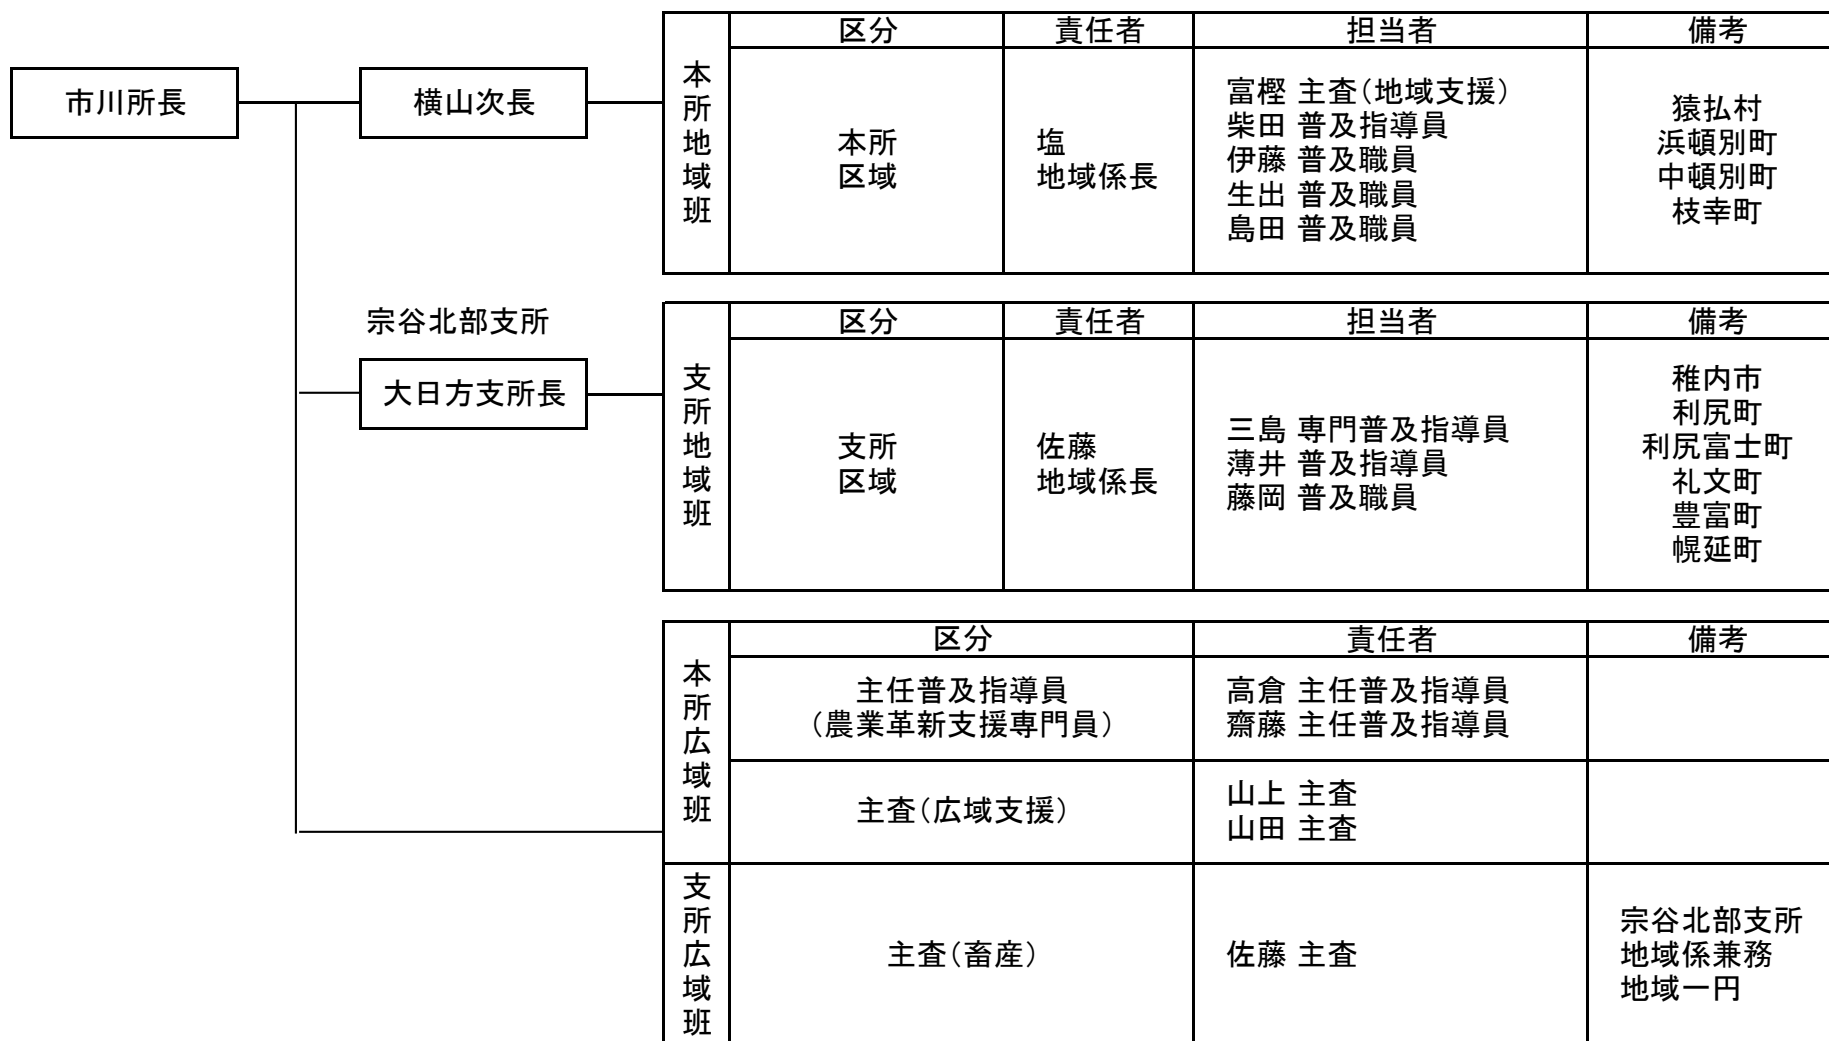 市川所長
横山次長
本所地域班
区分 責任者 担当者 備考
本所
区域
塩
地域係長
富樫 主査(地域支援)
柴田 普及指導員
伊藤 普及職員
生出 普及職員
島田 普及職員
猿払村
浜頓別町
中頓別町
枝幸町
宗谷北部支所
大日方支所長
支所地域班
区分 責任者 担当者 備考
支所
区域
佐藤
地域係長
三島 専門普及指導員
薄井 普及指導員
藤岡 普及職員
稚内市
利尻町
利尻富士町
礼文町
豊富町
幌延町
本所広域班
区分 責任者 備考
主任普及指導員
(農業革新支援専門員)
高倉 主任普及指導員
齋藤 主任普及指導員
主査(広域支援)
山上 主査
山田 主査
支所広域班
主査(畜産)
佐藤 主査
宗谷北部支所
地域係兼務
地域一円